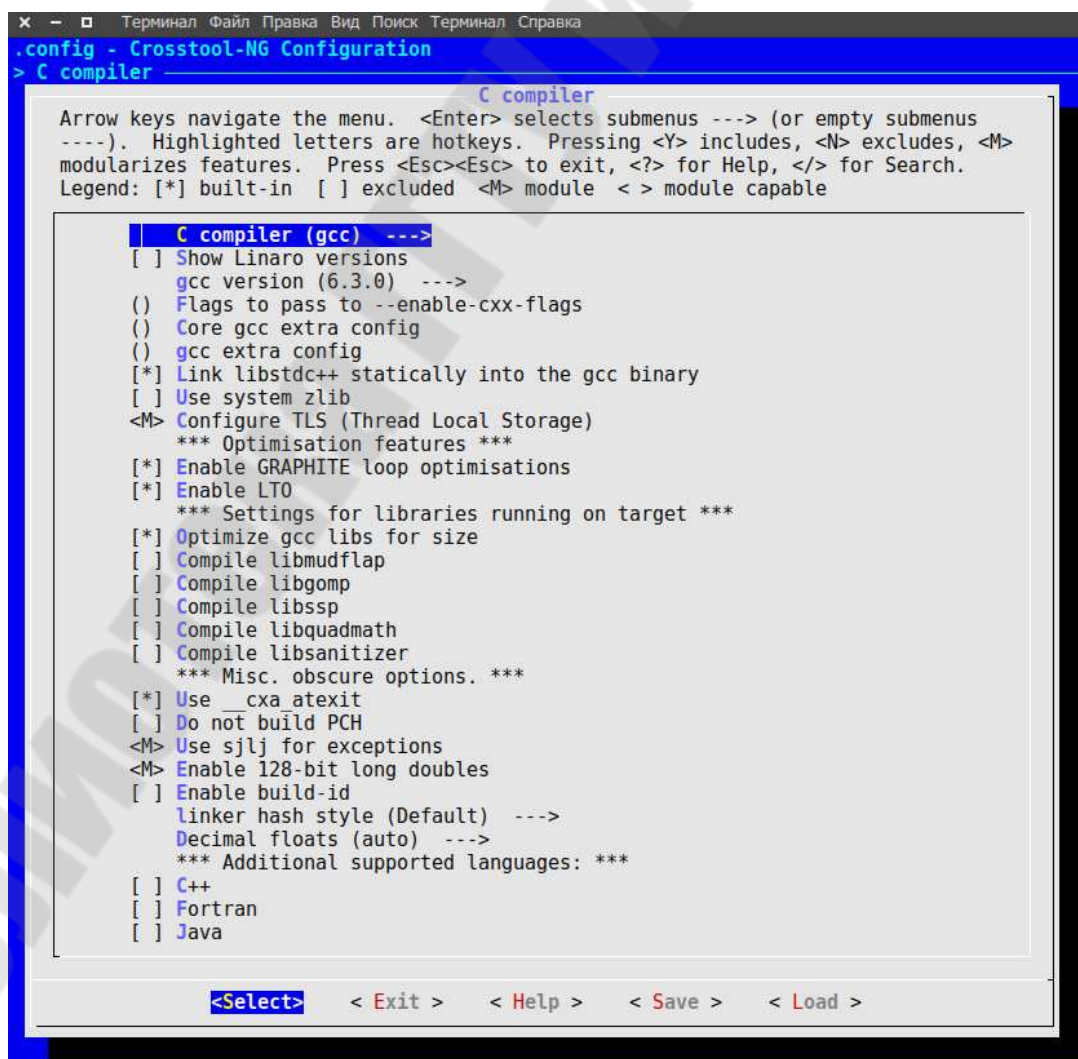 Терминал Файл Правка Вид Поиск Терминал Справка
.config - Crosstool-NG Configuration
> C compiler
C compiler
Arrow keys navigate the menu. <Enter> selects submenus ---> (or empty submenus
----). Highlighted letters are hotkeys. Pressing <Y> includes, <N> excludes, <M>
modularizes features. Press <Esc><Esc> to exit, <?> for Help, </> for Search.
Legend: [*] built-in [ ] excluded <M> module < > module capable
C compiler (gcc) --->
[ ] Show Linaro versions
gcc version (6.3.0) --->
() Flags to pass to --enable-cxx-flags
() Core gcc extra config
() gcc extra config
[*] Link libstdc++ statically into the gcc binary
[ ] Use system zlib
<M> Configure TLS (Thread Local Storage)
*** Optimisation features ***
[*] Enable GRAPHITE loop optimisations
[*] Enable LTO
*** Settings for libraries running on target ***
[*] Optimize gcc libs for size
[ ] Compile libmudflap
[ ] Compile libgomp
[ ] Compile libssp
[ ] Compile libquadmath
[ ] Compile libsanitizer
*** Misc. obscure options. ***
[*] Use __cxa_atexit
[ ] Do not build PCH
<M> Use sjlj for exceptions
<M> Enable 128-bit long doubles
[ ] Enable build-id
linker hash style (Default) --->
Decimal floats (auto) --->
*** Additional supported languages: ***
[ ] C++
[ ] Fortran
[ ] Java
<Select> < Exit > < Help > < Save > < Load >